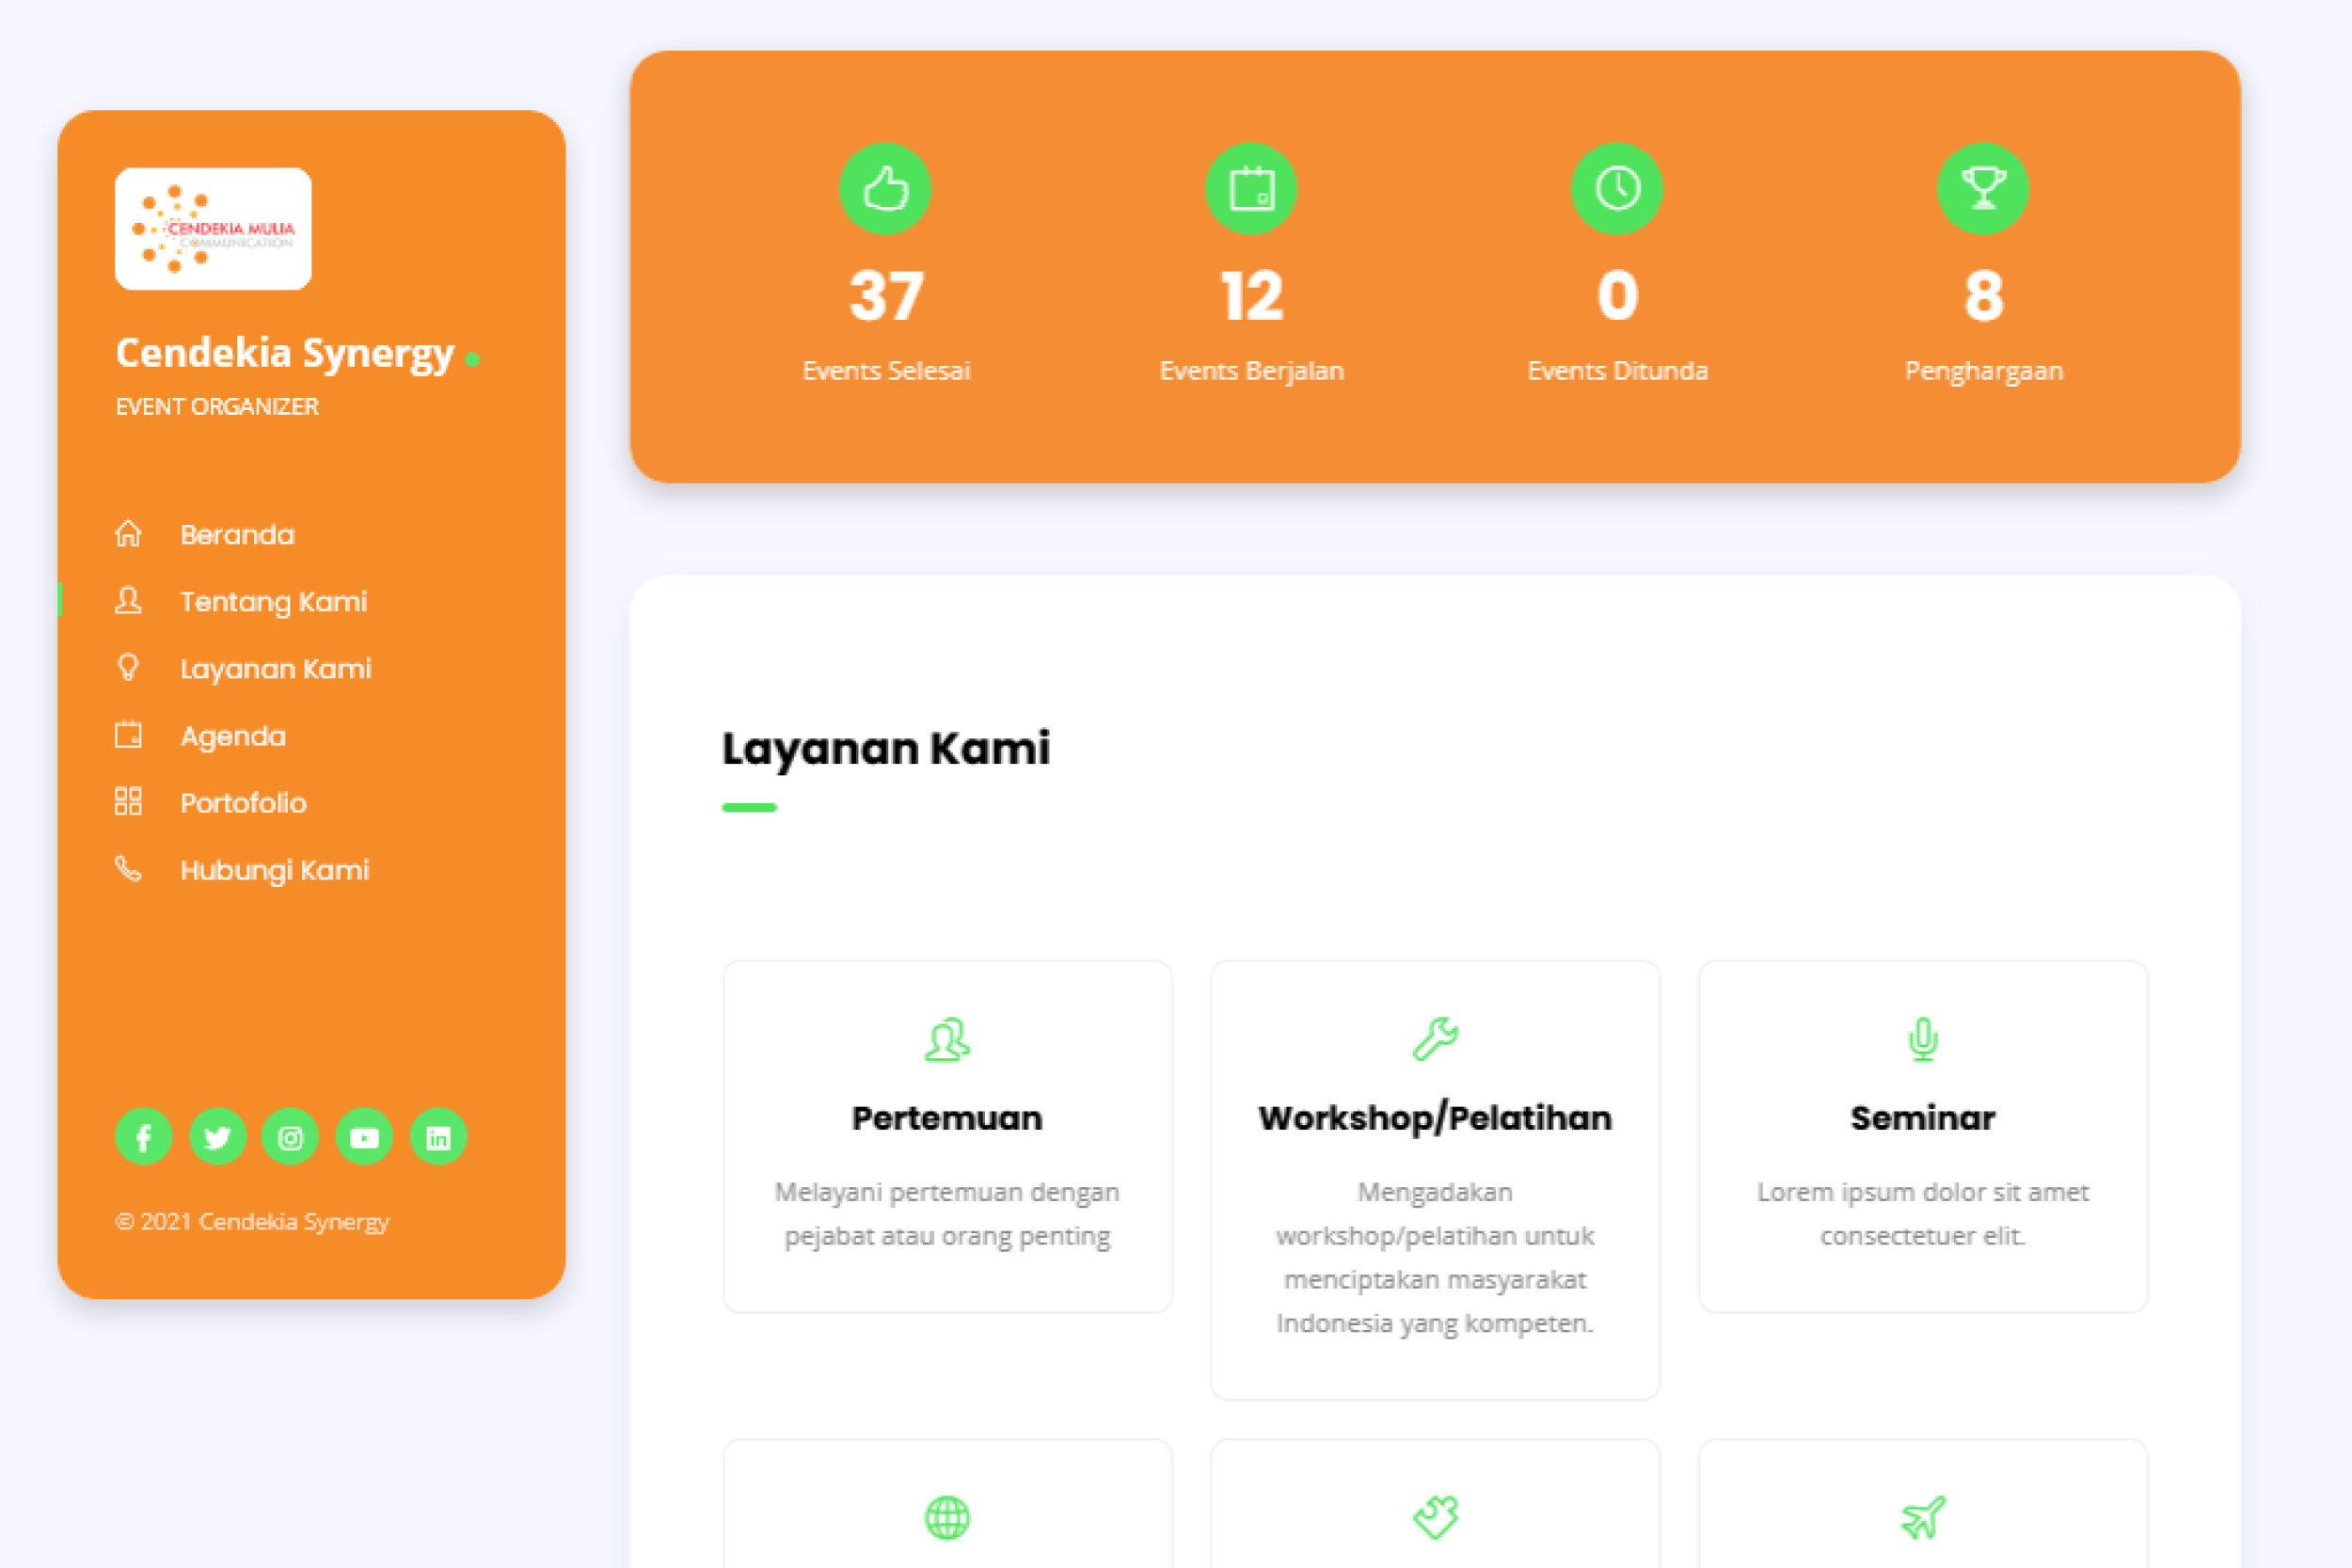 CENDEKIA MULIA
COMMUNICATION
Cendekia Synergy
EVENT ORGANIZER
Beranda
Tentang Kami
Layanan Kami
Agenda
Portofolio
Hubungi Kami
© 2021 Cendekia Synergy
37
Events Selesai
12
Events Berjalan
0
Events Ditunda
8
Penghargaan
Layanan Kami
Pertemuan
Melayani pertemuan dengan
pejabat atau orang penting
Workshop/Pelatihan
Mengadakan
workshop/pelatihan untuk
menciptakan masyarakat
Indonesia yang kompeten.
Seminar
Lorem ipsum dolor sit amet
consectetuer elit.